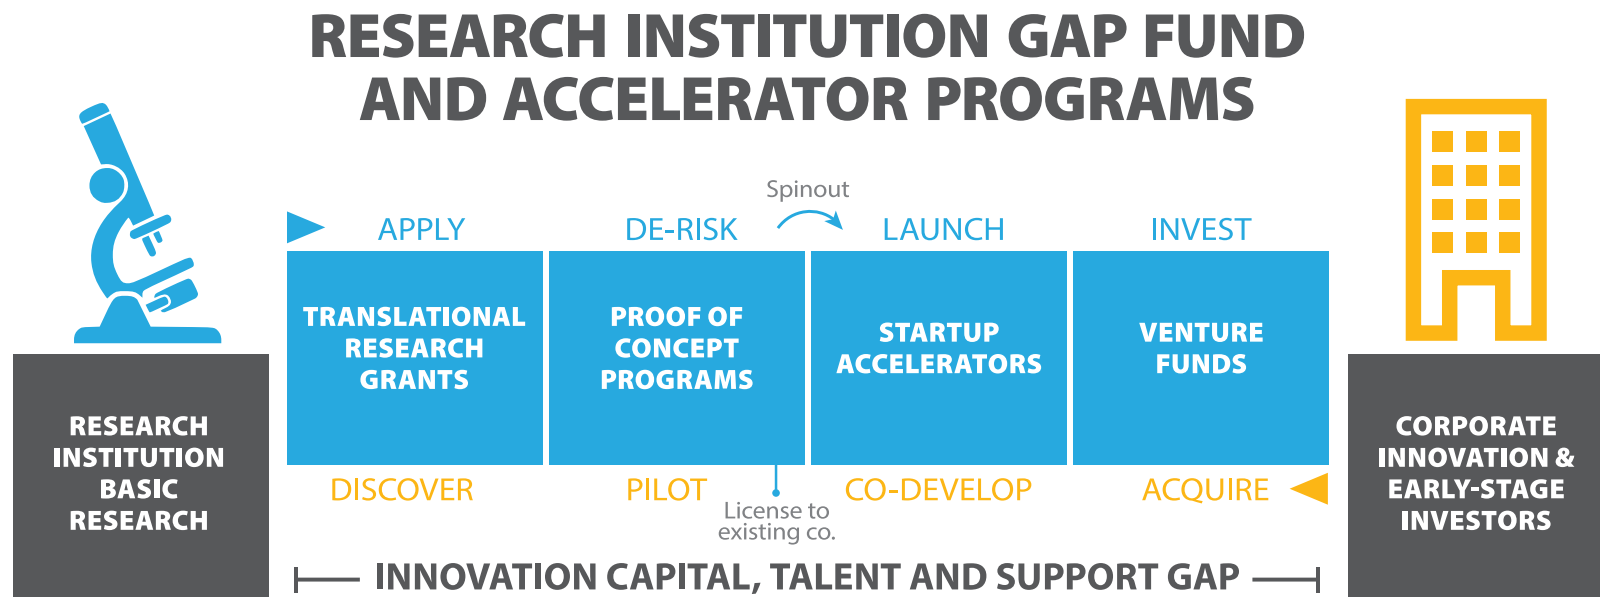 RESEARCH INSTITUTION GAP FUND
AND ACCELERATOR PROGRAMS
Spinout
APPLY
DE-RISK
LAUNCH
INVEST
TRANSLATIONAL
RESEARCH
GRANTS
PROOF OF
CONCEPT
PROGRAMS
STARTUP
ACCELERATORS
VENTURE
FUNDS
RESEARCH
INSTITUTION
BASIC
RESEARCH
CORPORATE
INNOVATION &
EARLY-STAGE
INVESTORS
DISCOVER
PILOT
CO-DEVELOP
ACQUIRE
License to
existing co.
INNOVATION CAPITAL, TALENT AND SUPPORT GAP